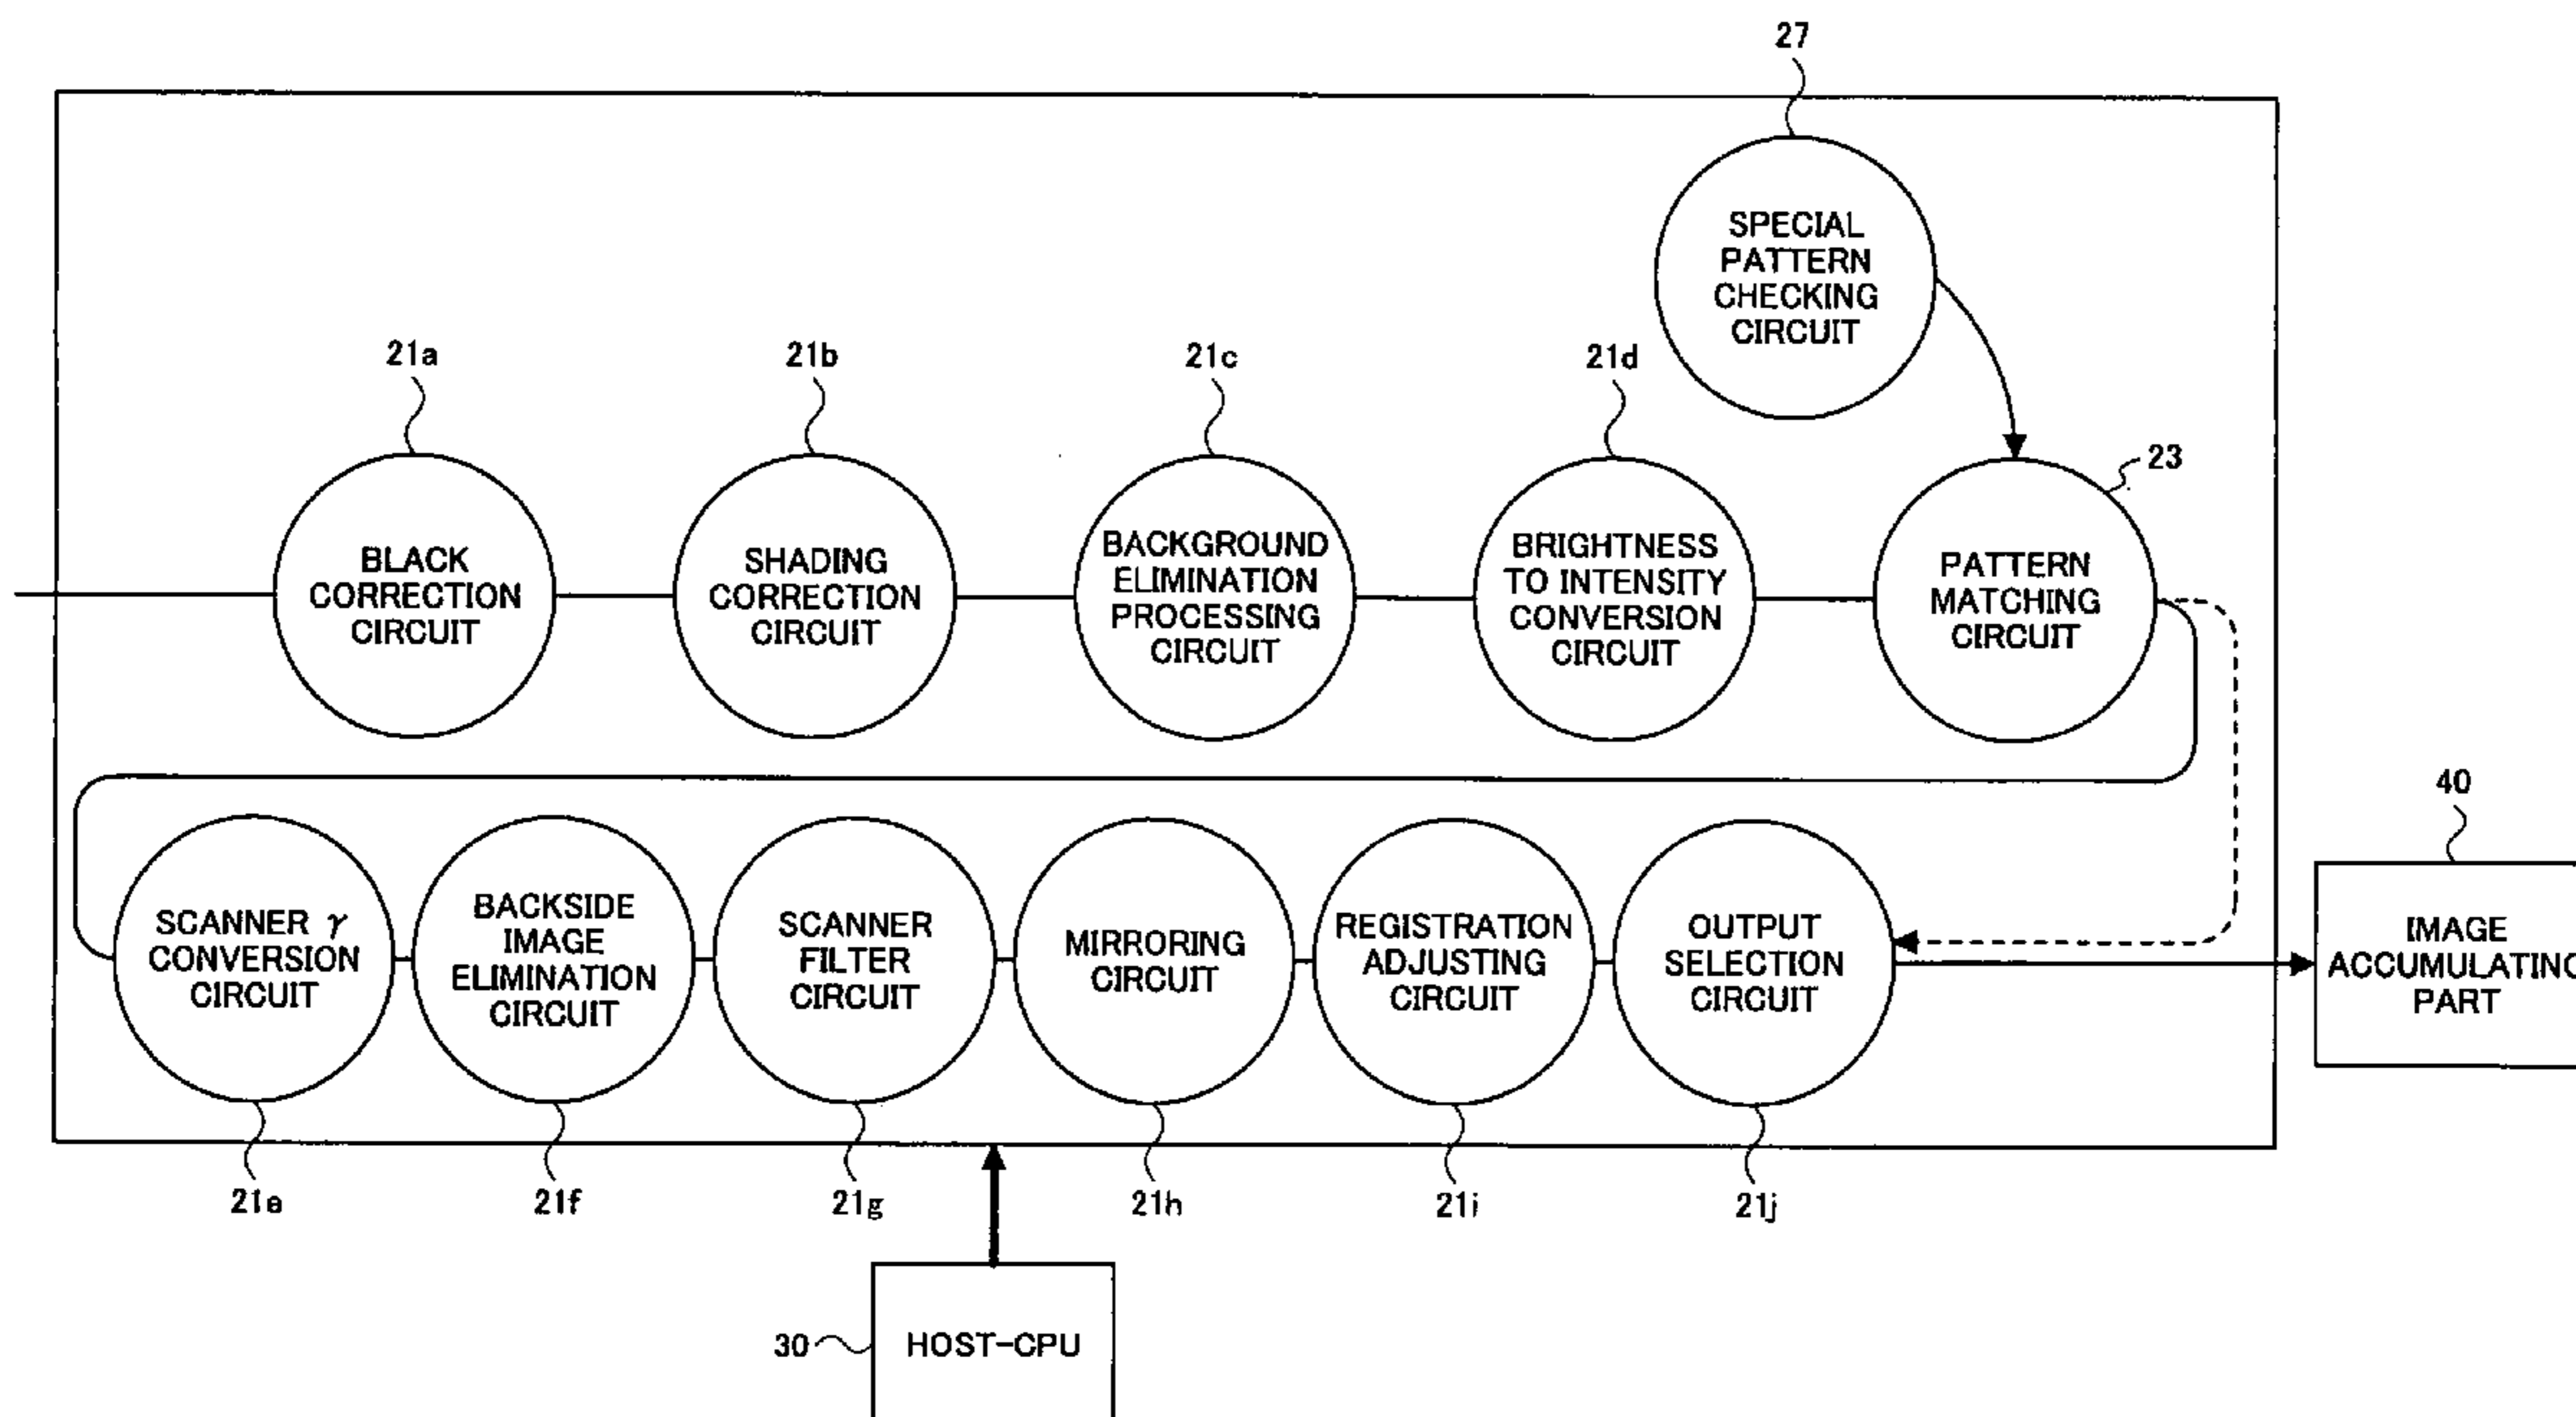 27
SPECIAL
PATTERN
CHECKING
CIRCUIT
21a
21b
21c
21d
23
BLACK
CORRECTION
CIRCUIT
SHADING
CORRECTION
CIRCUIT
BACKGROUND
ELIMINATION
PROCESSING
CIRCUIT
BRIGHTNESS
TO INTENSITY
CONVERSION
CIRCUIT
PATTERN
MATCHING
CIRCUIT
40
SCANNER γ
CONVERSION
CIRCUIT
BACKSIDE
IMAGE
ELIMINATION
CIRCUIT
SCANNER
FILTER
CIRCUIT
MIRRORING
CIRCUIT
REGISTRATION
ADJUSTING
CIRCUIT
OUTPUT
SELECTION
CIRCUIT
IMAGE
ACCUMULATING
PART
21e
21f
21g
21h
21i
21j
30
HOST-CPU